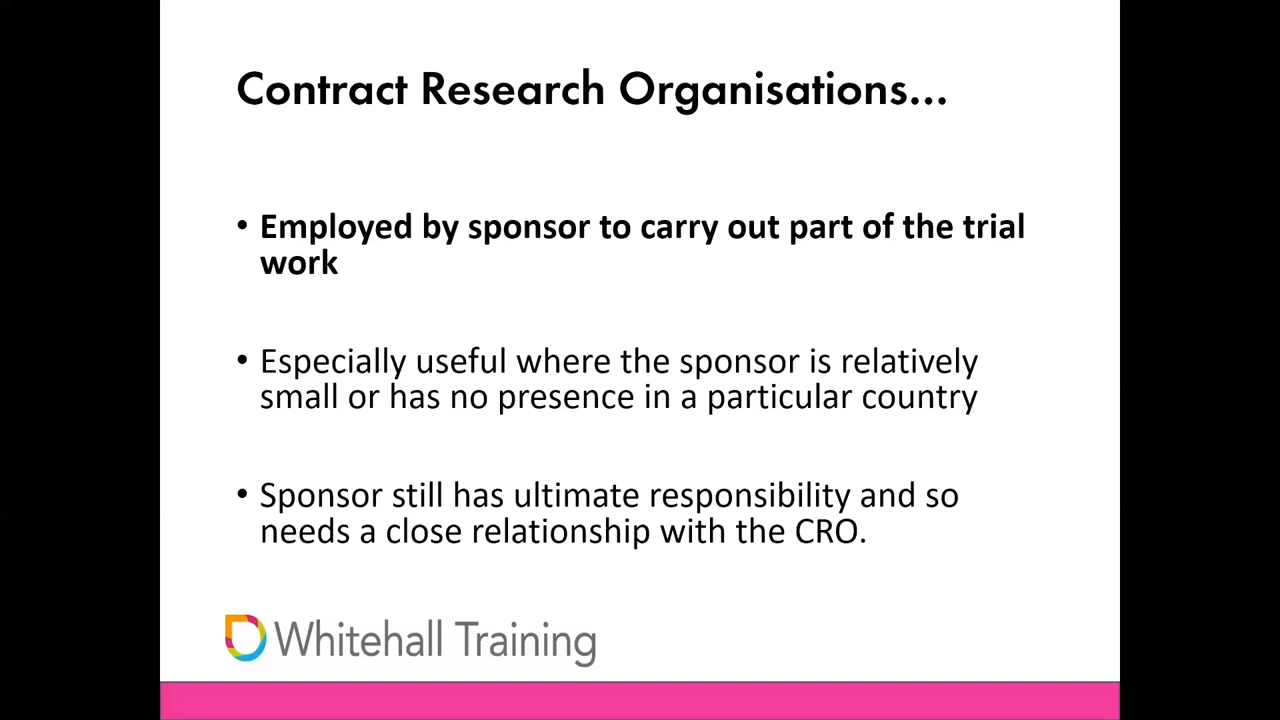 Contract Research Organisations...
• Employed by sponsor to carry out part of the trial
work
• Especially useful where the sponsor is relatively
small or has no presence in a particular country
• Sponsor still has ultimate responsibility and so
needs a close relationship with the CRO.
Whitehall Training